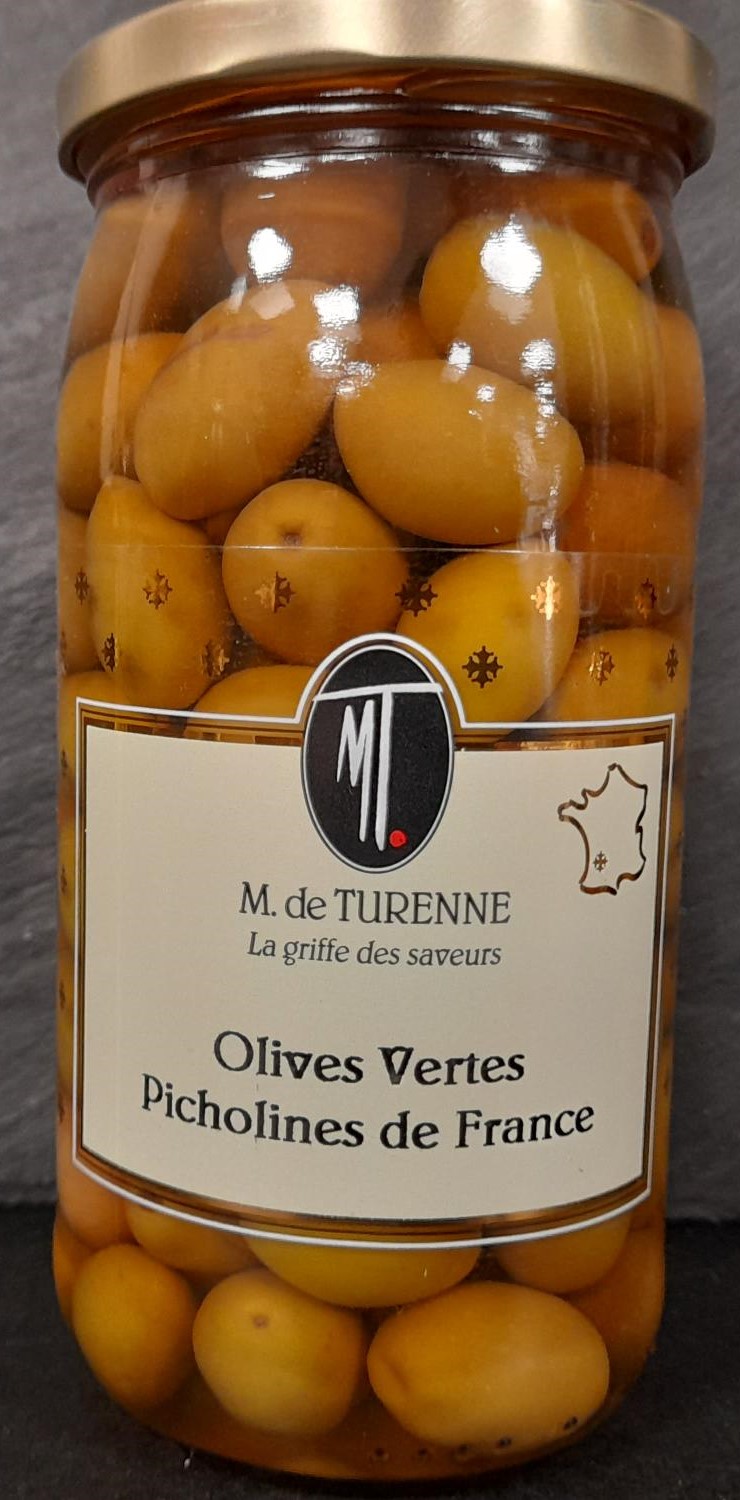 MT.
M. de TURENNE
La griffe des saveurs
Olives Vertes
Picholines de France